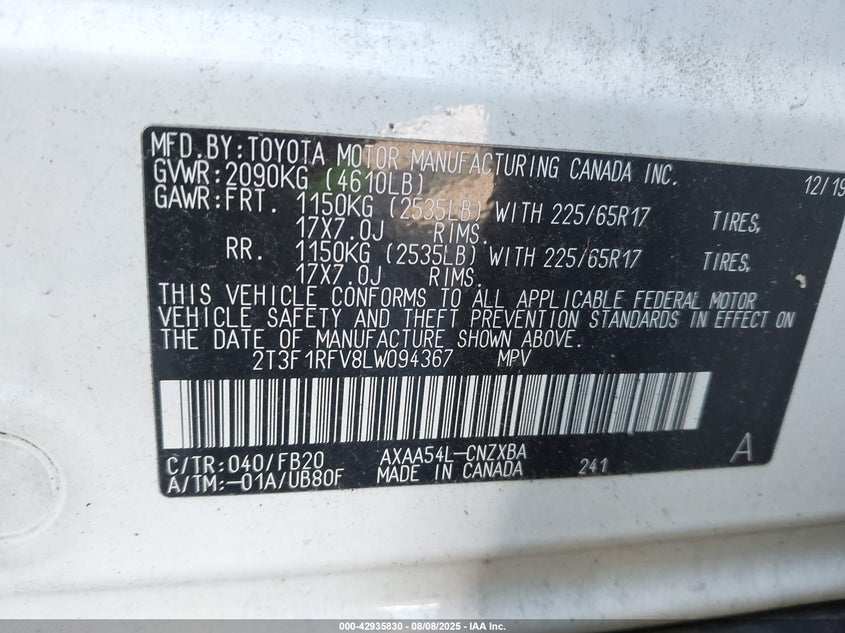 MFD.BY:TOYOTA MOTOR MANUFACTURING CANADA INC. 12/19
GVWR:2090KG (4610LB)
GAWR:FRT. 1150KG (2535LB) WITH 225/65R17 TIRES,
17X7.0J RIMS.
RR. 1150KG (2535LB) WITH 225/65R17 TIRES,
17X7.0J RIMS.
THIS VEHICLE CONFORMS TO ALL APPLICABLE FEDERAL MOTOR
VEHICLE SAFETY AND THEFT PREVENTION STANDARDS IN EFFECT ON
THE DATE OF MANUFACTURE SHOWN ABOVE.
2T3F1RFV8LW094367 MPV
C/TR:040/FB20 AXAA54L-CNZXBA 241 A
A/TM:-01A/UB80F MADE IN CANADA
000-42935830 - 08/08/2025 - IAA Inc.